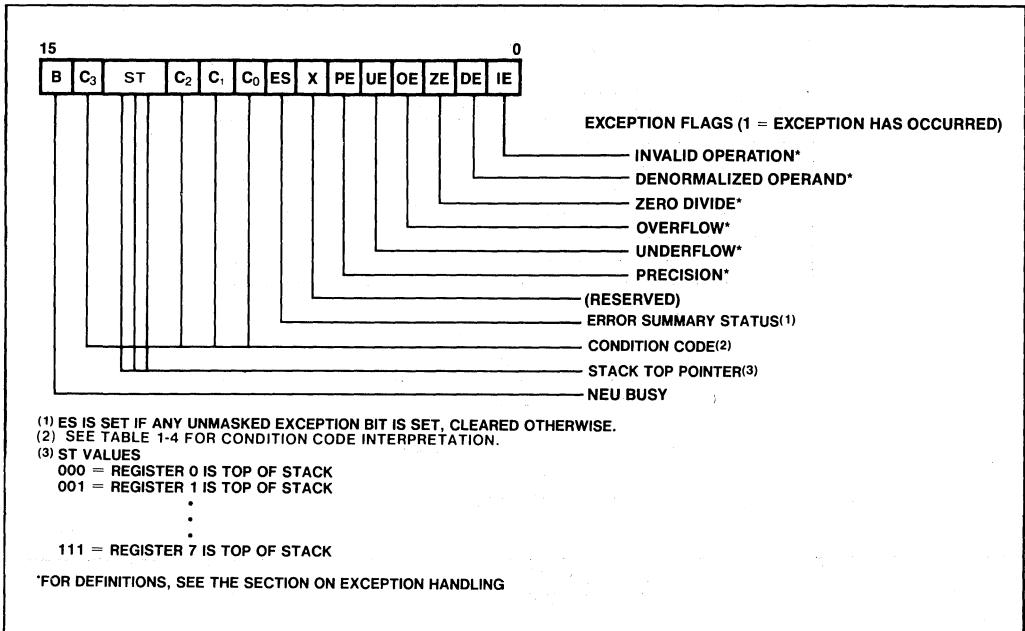 15 0
B C₃ ST C₂ C₁ C₀ ES X PE UE OE ZE DE IE
EXCEPTION FLAGS (1 = EXCEPTION HAS OCCURRED)
INVALID OPERATION*
DENORMALIZED OPERAND*
ZERO DIVIDE*
OVERFLOW*
UNDERFLOW*
PRECISION*
(RESERVED)
ERROR SUMMARY STATUS(1)
CONDITION CODE(2)
STACK TOP POINTER(3)
NEU BUSY
(1) ES IS SET IF ANY UNMASKED EXCEPTION BIT IS SET, CLEARED OTHERWISE.
(2) SEE TABLE 1-4 FOR CONDITION CODE INTERPRETATION.
(3) ST VALUES
000 = REGISTER 0 IS TOP OF STACK
001 = REGISTER 1 IS TOP OF STACK
•
•
•
111 = REGISTER 7 IS TOP OF STACK
*FOR DEFINITIONS, SEE THE SECTION ON EXCEPTION HANDLING